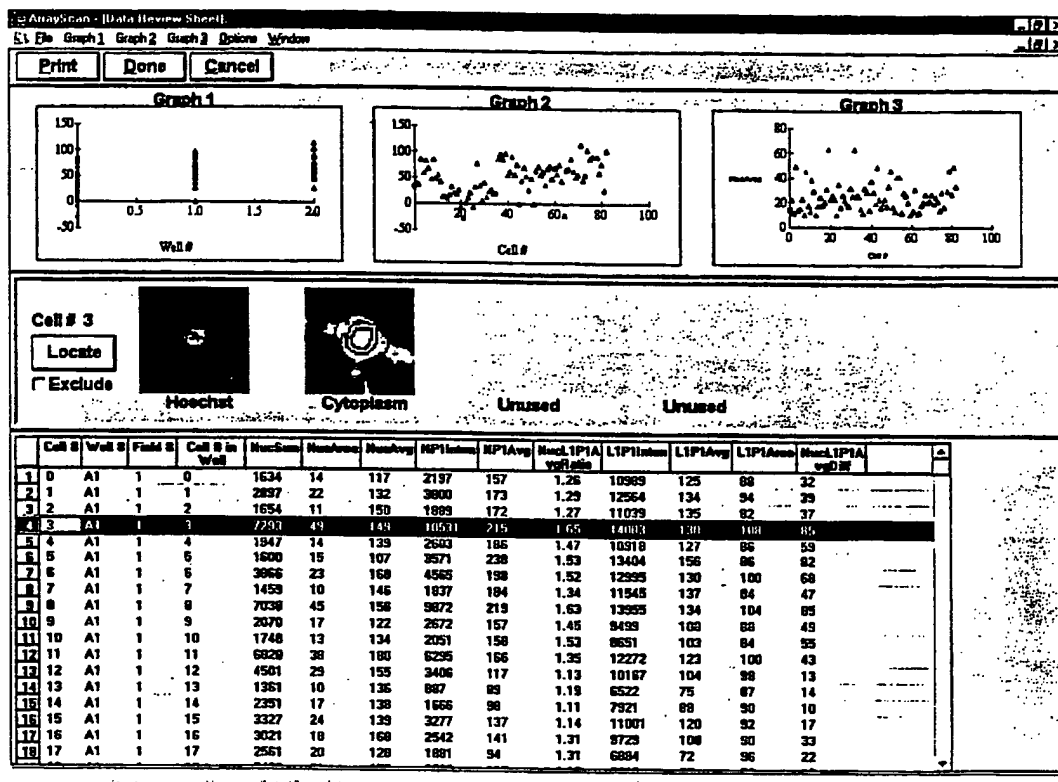 ArrayScan - [Data Review Sheet]
File Graph 1 Graph 2 Graph 3 Options Window
Print Done Cancel
Graph 1 Graph 2 Graph 3
150 100 50 0 -50
0.5 1.0 1.5 2.0
Well #
150 100 50 0 -50
20 40 60 80 100
Cell #
80 60 40 20 0
0 20 40 60 80 100
Cell #
Cell # 3
Locate
Exclude
Hoechst Cytoplasm Unused Unused
Cell # Well # Field # Cell # in Well NucSum NucArea NucAvg NP1Inten NP1Avg NucL1P1AvgRatio L1P1Inten L1P1Avg L1P1Area NucL1P1AvgDiff
1 0 A1 1 0 1634 14 117 2197 157 1.26 10989 125 88 32
2 1 A1 1 1 2897 22 132 3800 173 1.29 12564 134 94 39
3 2 A1 1 2 1654 11 150 1889 172 1.27 11039 135 82 37
4 3 A1 1 3 7293 49 149 10531 215 1.65 14003 130 108 85
5 4 A1 1 4 1947 14 139 2603 186 1.47 10918 127 86 59
6 5 A1 1 5 1600 15 107 3571 238 1.53 13404 156 86 82
7 6 A1 1 6 3866 23 168 4565 198 1.52 12995 130 100 68
8 7 A1 1 7 1459 10 146 1837 184 1.34 11545 137 84 47
9 8 A1 1 8 7038 45 156 9872 219 1.63 13955 134 104 85
10 9 A1 1 9 2070 17 122 2672 157 1.45 9499 108 88 49
11 10 A1 1 10 1748 13 134 2051 158 1.53 8651 103 84 55
12 11 A1 1 11 6820 38 180 6295 166 1.35 12272 123 100 43
13 12 A1 1 12 4501 29 155 3406 117 1.13 10167 104 98 13
14 13 A1 1 13 1361 10 136 887 89 1.19 6522 75 87 14
15 14 A1 1 14 2351 17 138 1666 98 1.11 7921 88 90 10
16 15 A1 1 15 3327 24 139 3277 137 1.14 11001 120 92 17
17 16 A1 1 16 3021 18 168 2542 141 1.31 9729 108 90 33
18 17 A1 1 17 2561 20 128 1881 94 1.31 6884 72 96 22